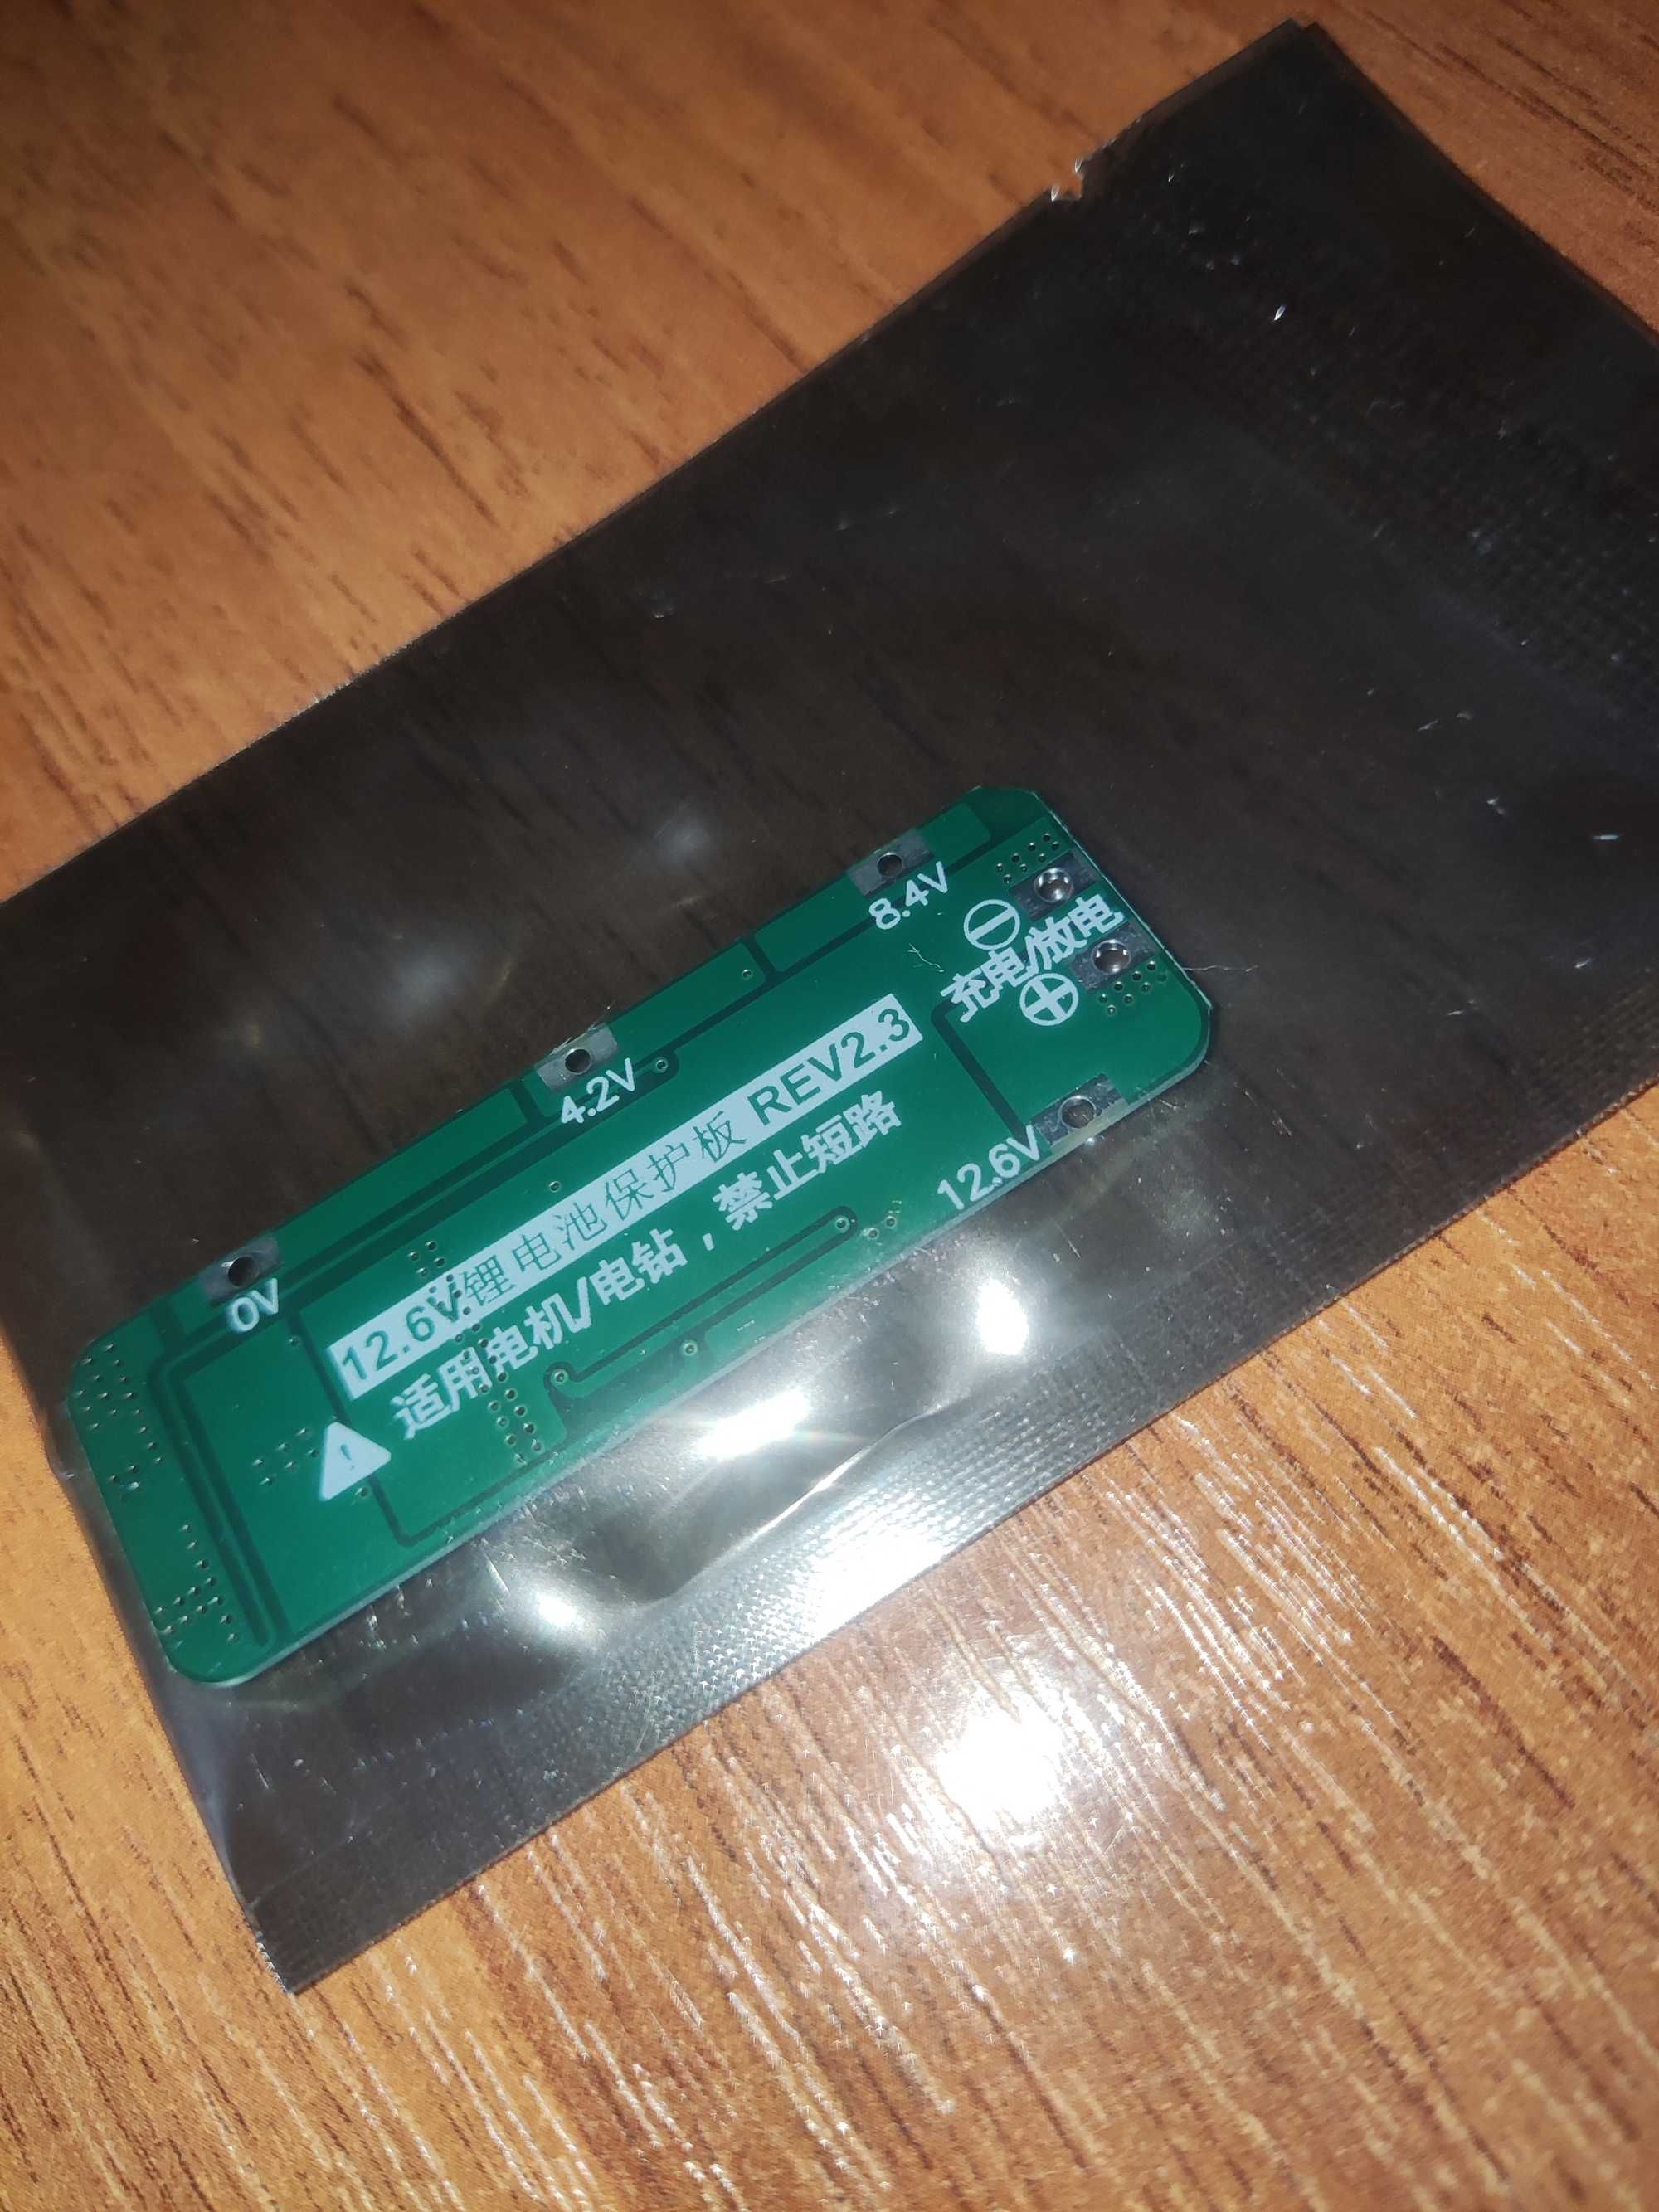 8.4V
⊖
充电/放电
⊕
4.2V
12.6V
0V
12.6V锂电池保护板 REV2.3
适用电机/电钻，禁止短路